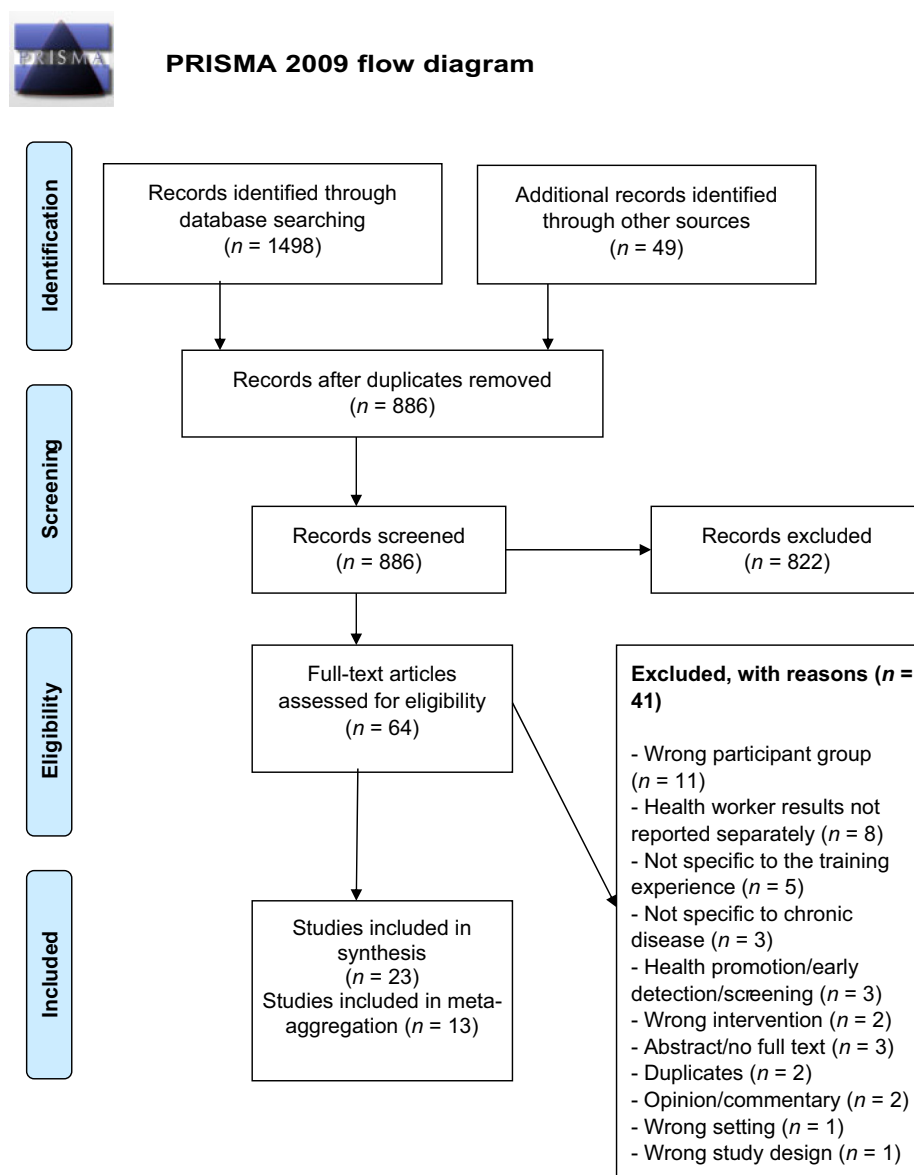 PRISMA
PRISMA 2009 flow diagram
Identification
Records identified through
database searching
(n = 1498)
Additional records identified
through other sources
(n = 49)
Screening
Records after duplicates removed
(n = 886)
Records screened
(n = 886)
Records excluded
(n = 822)
Eligibility
Full-text articles
assessed for eligibility
(n = 64)
Excluded, with reasons (n =
41)
- Wrong participant group
(n = 11)
- Health worker results not
reported separately (n = 8)
- Not specific to the training
experience (n = 5)
- Not specific to chronic
disease (n = 3)
- Health promotion/early
detection/screening (n = 3)
- Wrong intervention (n = 2)
- Abstract/no full text (n = 3)
- Duplicates (n = 2)
- Opinion/commentary (n = 2)
- Wrong setting (n = 1)
- Wrong study design (n = 1)
Included
Studies included in
synthesis
(n = 23)
Studies included in meta-
aggregation (n = 13)